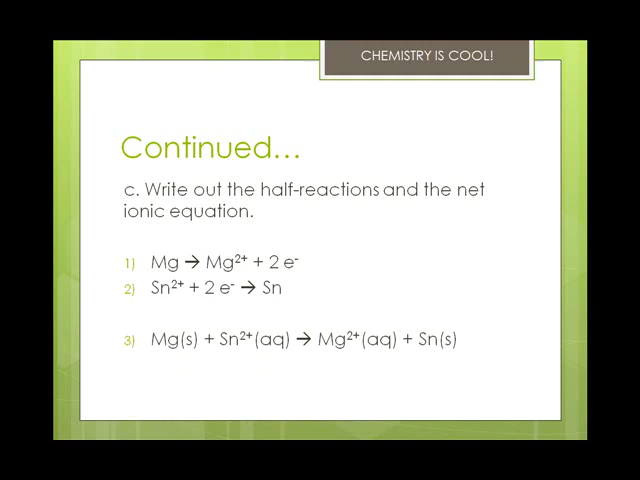 CHEMISTRY IS COOL!
Continued…
c. Write out the half-reactions and the net
ionic equation.
1) Mg → Mg²⁺ + 2 e⁻
2) Sn²⁺ + 2 e⁻ → Sn
3) Mg(s) + Sn²⁺(aq) → Mg²⁺(aq) + Sn(s)